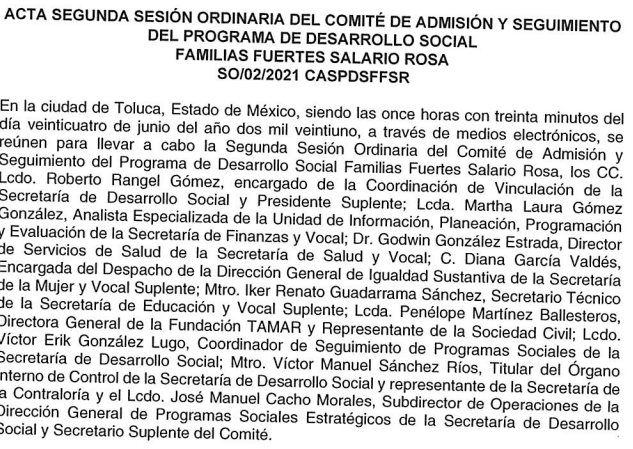 ACTA SEGUNDA SESIÓN ORDINARIA DEL COMITÉ DE ADMISIÓN Y SEGUIMIENTO
DEL PROGRAMA DE DESARROLLO SOCIAL
FAMILIAS FUERTES SALARIO ROSA
SO/02/2021 CASPDSFFSR
En la ciudad de Toluca, Estado de México, siendo las once horas con treinta minutos del
día veinticuatro de junio del año dos mil veintiuno, a través de medios electrónicos, se
reúnen para llevar a cabo la Segunda Sesión Ordinaria del Comité de Admisión y
Seguimiento del Programa de Desarrollo Social Familias Fuertes Salario Rosa, los CC.
Lcdo. Roberto Rangel Gómez, encargado de la Coordinación de Vinculación de la
Secretaría de Desarrollo Social y Presidente Suplente; Lcda. Martha Laura Gómez
González, Analista Especializada de la Unidad de Información, Planeación, Programación
y Evaluación de la Secretaría de Finanzas y Vocal; Dr. Godwin González Estrada, Director
de Servicios de Salud de la Secretaría de Salud y Vocal; C. Diana García Valdés,
Encargada del Despacho de la Dirección General de Igualdad Sustantiva de la Secretaría
de la Mujer y Vocal Suplente; Mtro. Iker Renato Guadarrama Sánchez, Secretario Técnico
de la Secretaría de Educación y Vocal Suplente; Lcda. Penélope Martínez Ballesteros,
Directora General de la Fundación TAMAR y Representante de la Sociedad Civil; Lcdo.
Víctor Erik González Lugo, Coordinador de Seguimiento de Programas Sociales de la
Secretaría de Desarrollo Social; Mtro. Víctor Manuel Sánchez Ríos, Titular del Órgano
Interno de Control de la Secretaría de Desarrollo Social y representante de la Secretaría de
la Contraloría y el Lcdo. José Manuel Cacho Morales, Subdirector de Operaciones de la
Dirección General de Programas Sociales Estratégicos de la Secretaría de Desarrollo
Social y Secretario Suplente del Comité.